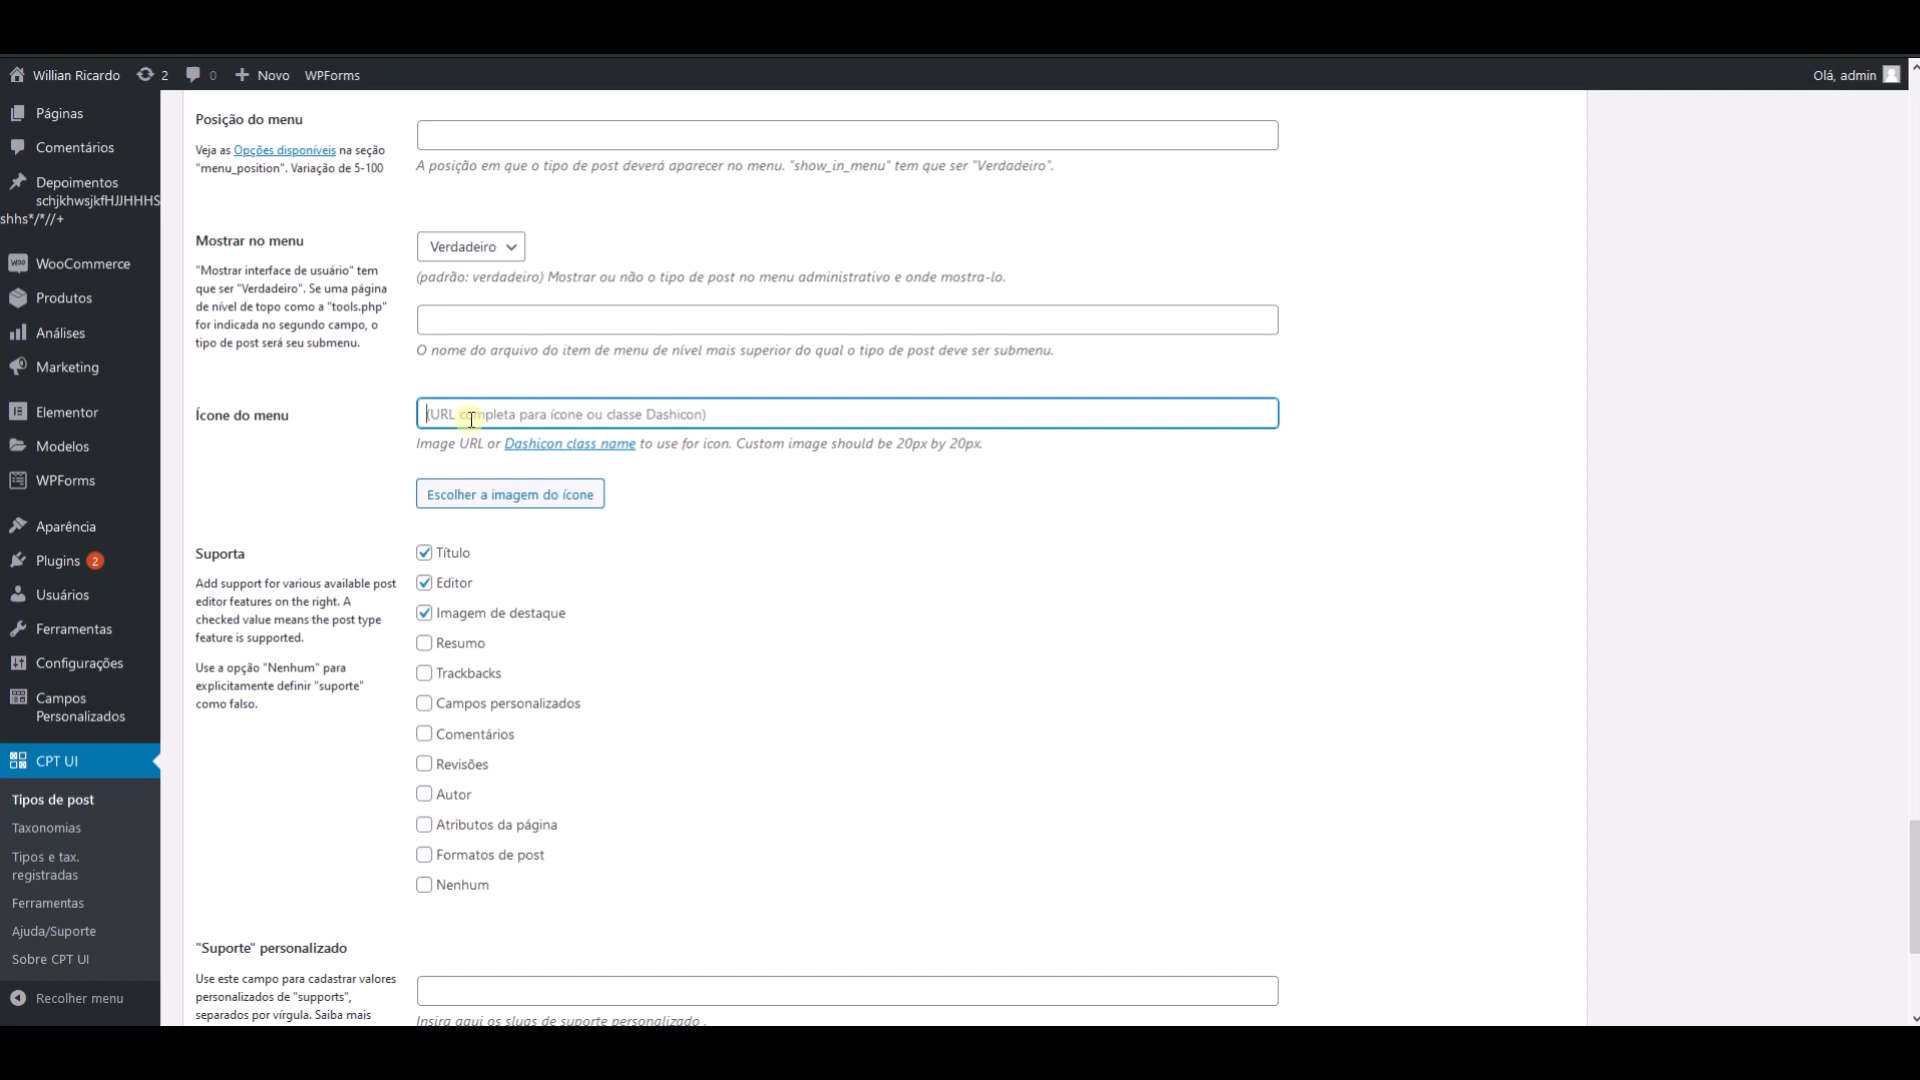 Willian Ricardo 2 0 Novo WPForms Olá, admin
Páginas
Comentários
Depoimentos
schjkhwsjkfHJJHHHS
shhs*/*//+
WooCommerce
Produtos
Análises
Marketing
Elementor
Modelos
WPForms
Aparência
Plugins 2
Usuários
Ferramentas
Configurações
Campos
Personalizados
CPT UI
Tipos de post
Taxonomias
Tipos e tax.
registradas
Ferramentas
Ajuda/Suporte
Sobre CPT UI
Recolher menu
Posição do menu
Veja as Opções disponíveis na seção
"menu_position". Variação de 5-100
A posição em que o tipo de post deverá aparecer no menu. "show_in_menu" tem que ser "Verdadeiro".
Mostrar no menu
"Mostrar interface de usuário" tem
que ser "Verdadeiro". Se uma página
de nível de topo como a "tools.php"
for indicada no segundo campo, o
tipo de post será seu submenu.
Verdadeiro
(padrão: verdadeiro) Mostrar ou não o tipo de post no menu administrativo e onde mostra-lo.
O nome do arquivo do item de menu de nível mais superior do qual o tipo de post deve ser submenu.
Ícone do menu
(URL completa para ícone ou classe Dashicon)
Image URL or Dashicon class name to use for icon. Custom image should be 20px by 20px.
Escolher a imagem do ícone
Suporta
Add support for various available post
editor features on the right. A
checked value means the post type
feature is supported.
Use a opção "Nenhum" para
explicitamente definir "suporte"
como falso.
Título
Editor
Imagem de destaque
Resumo
Trackbacks
Campos personalizados
Comentários
Revisões
Autor
Atributos da página
Formatos de post
Nenhum
"Suporte" personalizado
Use este campo para cadastrar valores
personalizados de "supports",
separados por vírgula. Saiba mais
Insira aqui os slugs de suporte personalizado .